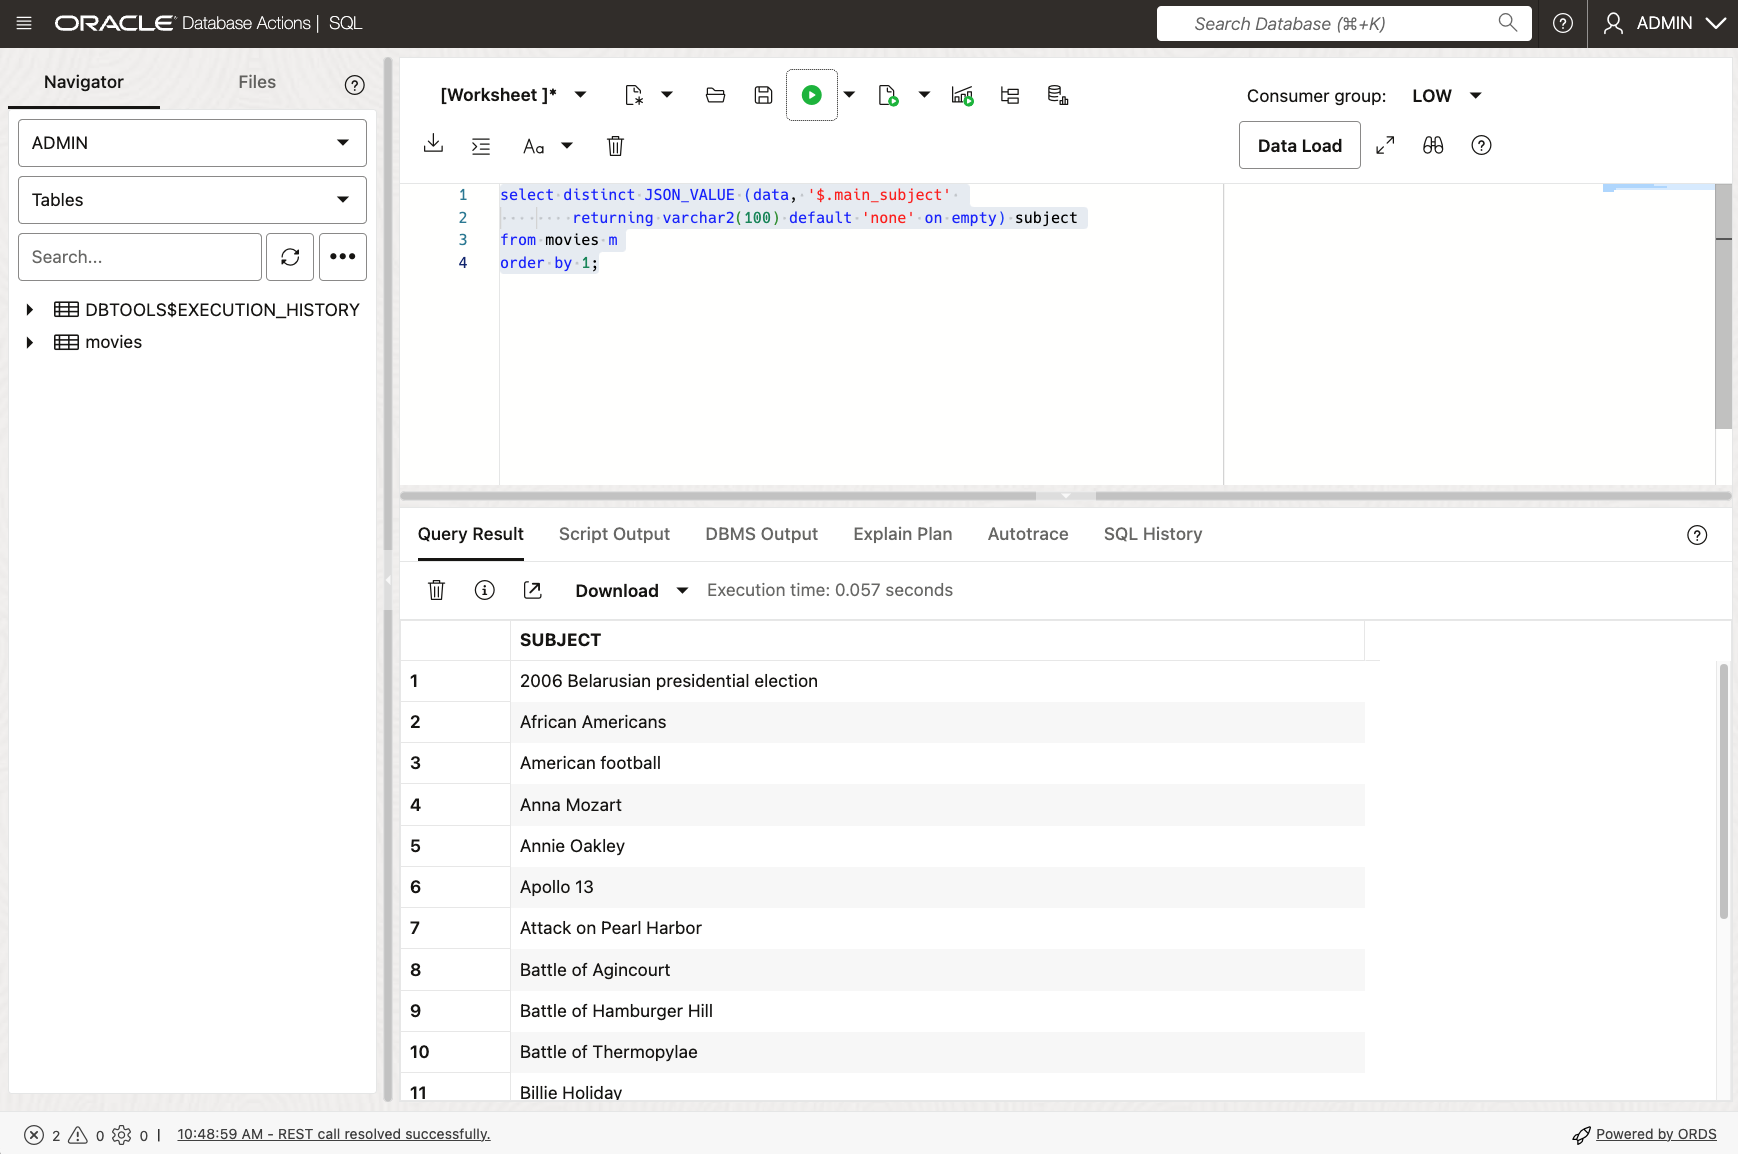 ORACLE Database Actions | SQL
Search Database (⌘+K)
ADMIN
Navigator
Files
ADMIN
Tables
Search...
DBTOOLS$EXECUTION_HISTORY
movies
[Worksheet ]*
Consumer group: LOW
Aa
Data Load
1 select distinct JSON_VALUE (data, '$.main_subject'
2 returning varchar2(100) default 'none' on empty) subject
3 from movies m
4 order by 1;
Query Result
Script Output
DBMS Output
Explain Plan
Autotrace
SQL History
Download
Execution time: 0.057 seconds
SUBJECT
1 2006 Belarusian presidential election
2 African Americans
3 American football
4 Anna Mozart
5 Annie Oakley
6 Apollo 13
7 Attack on Pearl Harbor
8 Battle of Agincourt
9 Battle of Hamburger Hill
10 Battle of Thermopylae
11 Billie Holiday
2 0 0 | 10:48:59 AM - REST call resolved successfully.
Powered by ORDS